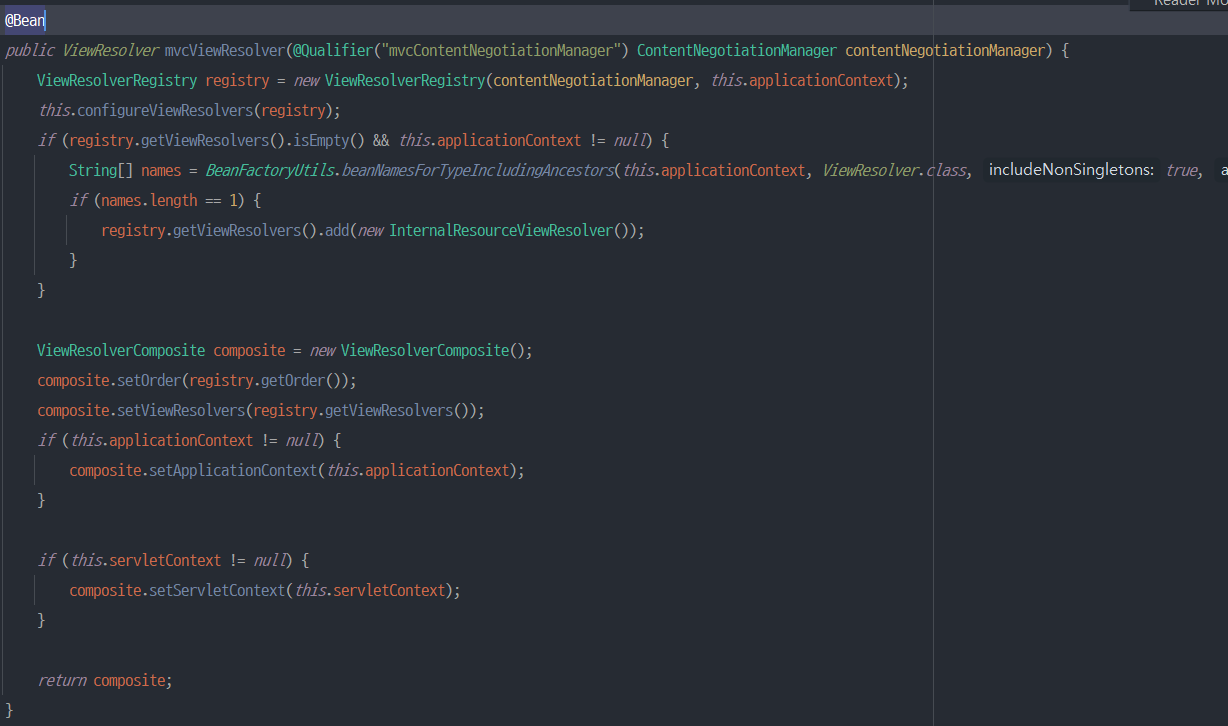 Reader Mo
@Bean
public ViewResolver mvcViewResolver(@Qualifier("mvcContentNegotiationManager") ContentNegotiationManager contentNegotiationManager) {
    ViewResolverRegistry registry = new ViewResolverRegistry(contentNegotiationManager, this.applicationContext);
    this.configureViewResolvers(registry);
    if (registry.getViewResolvers().isEmpty() && this.applicationContext != null) {
        String[] names = BeanFactoryUtils.beanNamesForTypeIncludingAncestors(this.applicationContext, ViewResolver.class, includeNonSingletons: true, a
        if (names.length == 1) {
            registry.getViewResolvers().add(new InternalResourceViewResolver());
        }
    }

    ViewResolverComposite composite = new ViewResolverComposite();
    composite.setOrder(registry.getOrder());
    composite.setViewResolvers(registry.getViewResolvers());
    if (this.applicationContext != null) {
        composite.setApplicationContext(this.applicationContext);
    }

    if (this.servletContext != null) {
        composite.setServletContext(this.servletContext);
    }

    return composite;
}